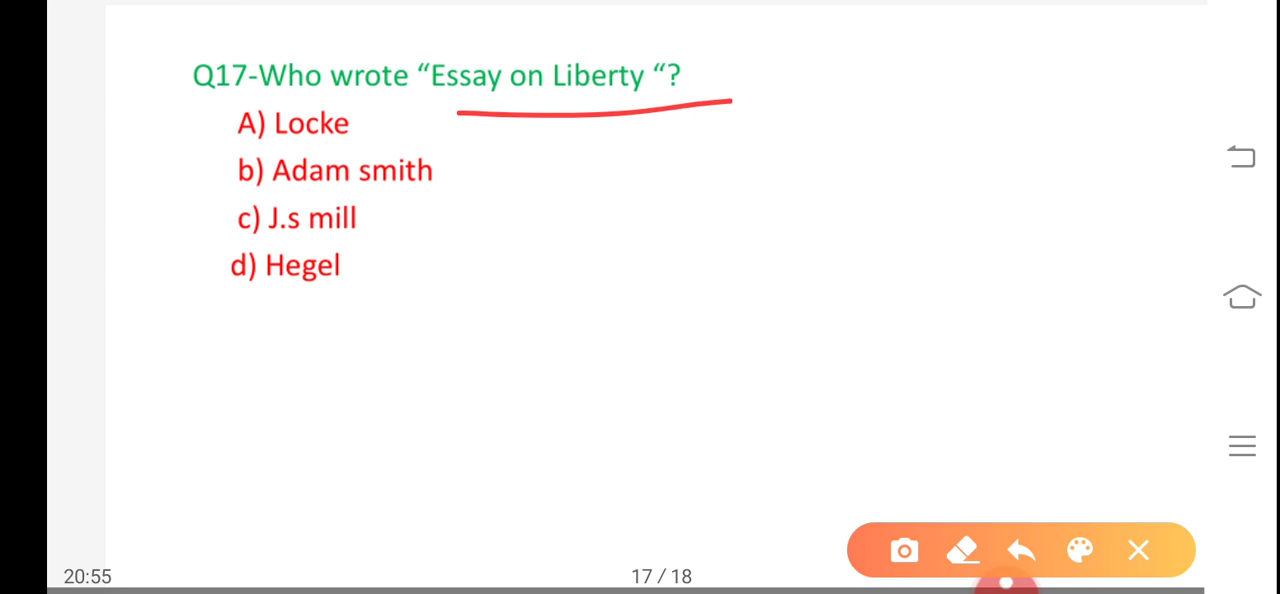 Q17-Who wrote “Essay on Liberty “?
A) Locke
b) Adam smith
c) J.s mill
d) Hegel
20:55
17 / 18